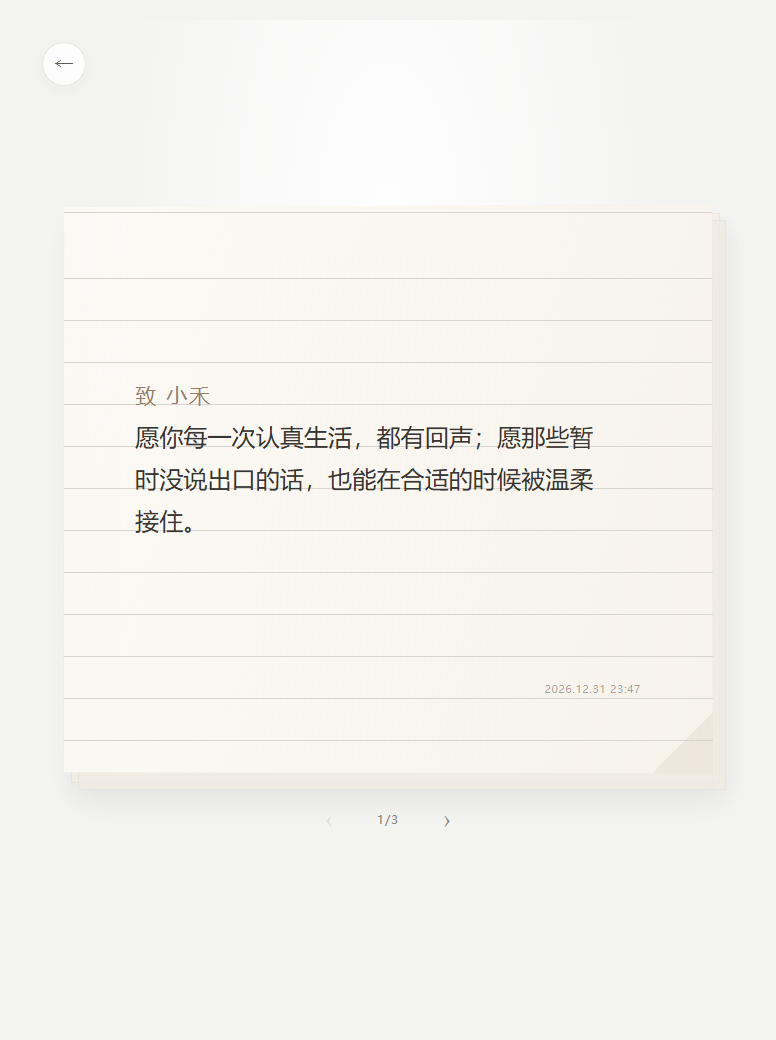 致 小禾
愿你每一次认真生活，都有回声；愿那些暂
时没说出口的话，也能在合适的时候被温柔
接住。
2026.12.31 23:47
1/3